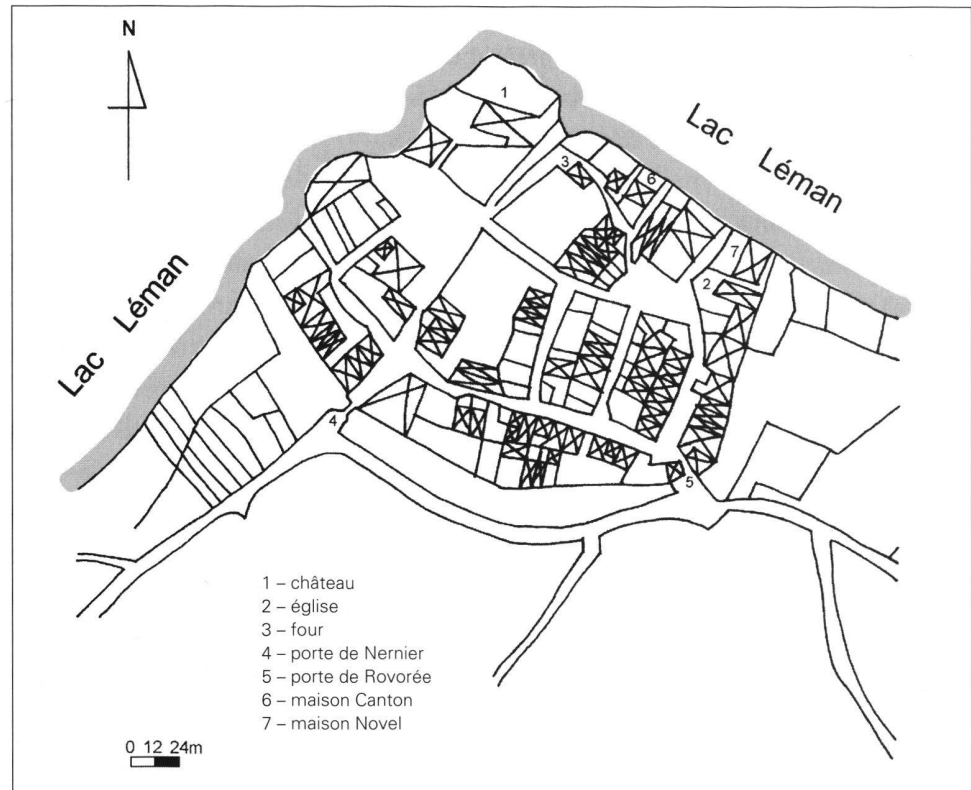 N
1
Lac Léman
3
6
7
2
Lac Léman
4
5
1 – château
2 – église
3 – four
4 – porte de Nernier
5 – porte de Rovorée
6 – maison Canton
7 – maison Novel
0 12 24m